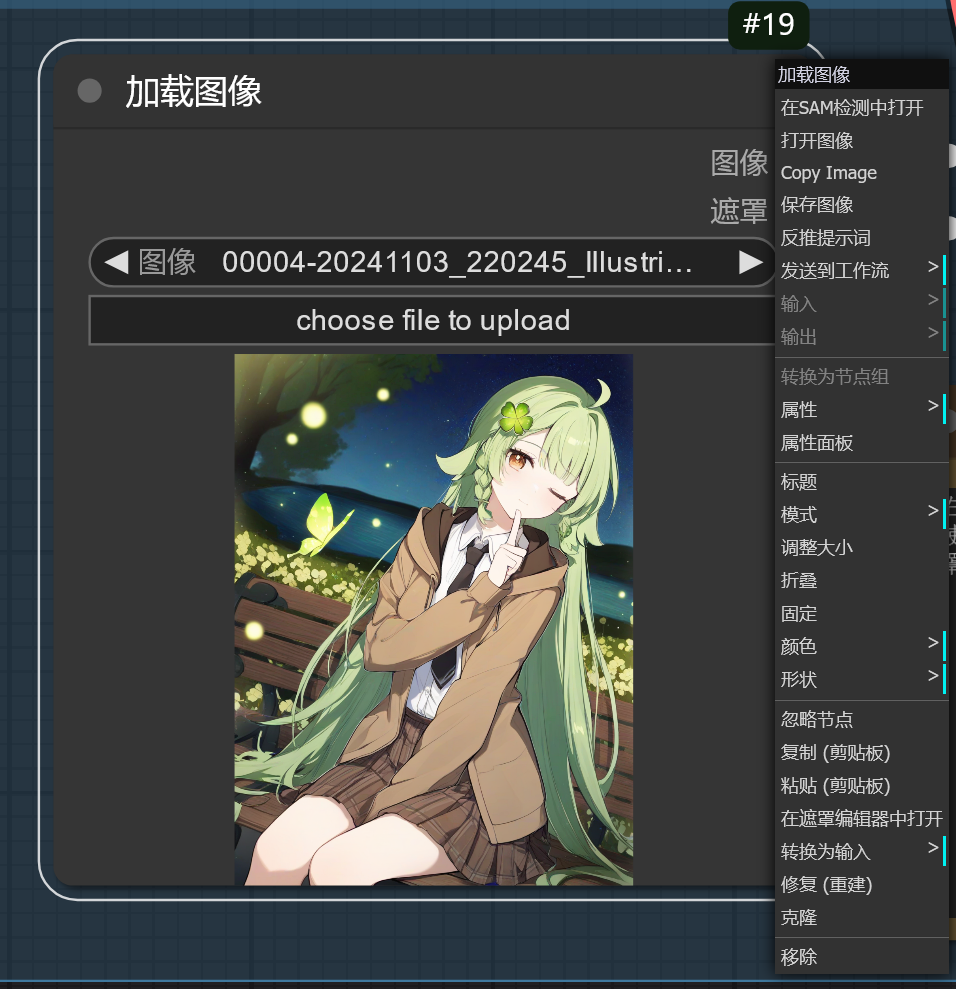 #19
加载图像
图像
遮罩
图像 00004-20241103_220245_Illustri...
choose file to upload
加载图像
在SAM检测中打开
打开图像
Copy Image
保存图像
反推提示词
发送到工作流 >
输入 >
输出 >
转换为节点组
属性 >
属性面板
标题
模式 >
调整大小
折叠
固定
颜色 >
形状 >
忽略节点
复制 (剪贴板)
粘贴 (剪贴板)
在遮罩编辑器中打开
转换为输入 >
修复 (重建)
克隆
移除